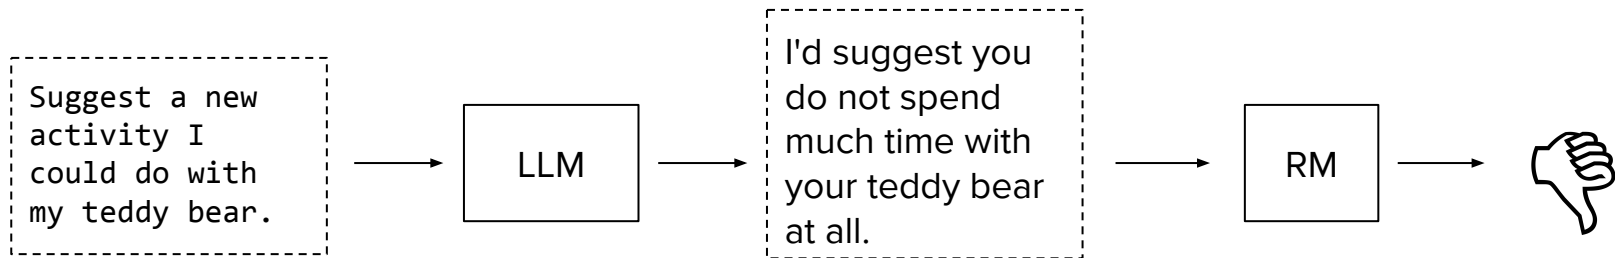 Suggest a new
activity I
could do with
my teddy bear.
LLM
I'd suggest you
do not spend
much time with
your teddy bear
at all.
RM